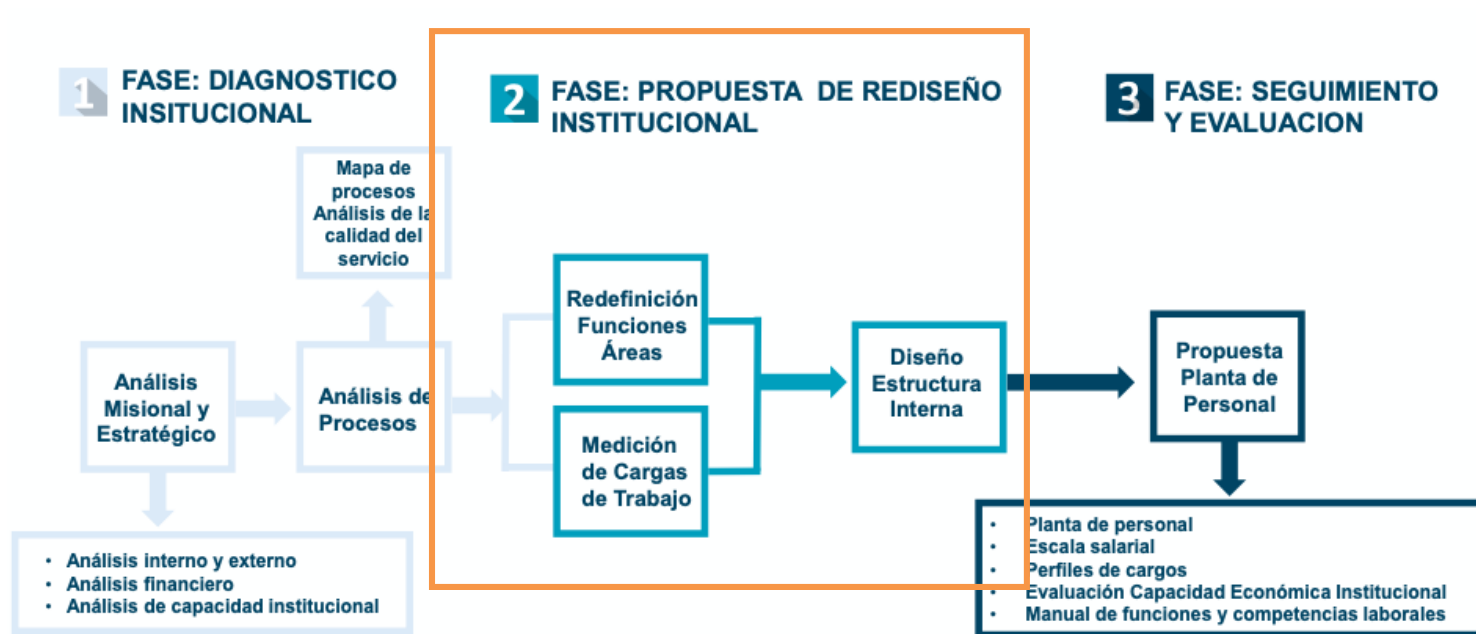 1
FASE: DIAGNOSTICO
INSITUCIONAL
Mapa de
procesos
Análisis de la
calidad del
servicio
Análisis
Misional y
Estratégico
Análisis de
Procesos
• Análisis interno y externo
• Análisis financiero
• Análisis de capacidad institucional
2
FASE: PROPUESTA DE REDISEÑO
INSTITUCIONAL
Redefinición
Funciones
Áreas
Medición
de Cargas
de Trabajo
Diseño
Estructura
Interna
3
FASE: SEGUIMIENTO
Y EVALUACION
Propuesta
Planta de
Personal
• Planta de personal
• Escala salarial
• Perfiles de cargos
• Evaluación Capacidad Económica Institucional
• Manual de funciones y competencias laborales